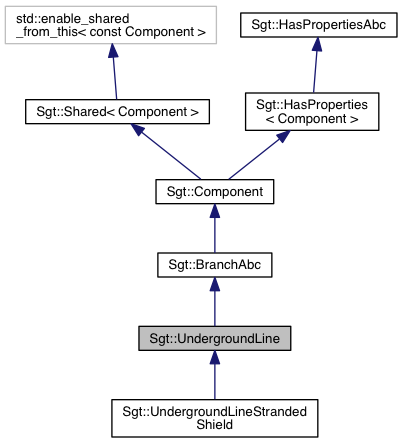 std::enable_shared
_from_this< const Component >
Sgt::HasPropertiesAbc
Sgt::Shared< Component >
Sgt::HasProperties
< Component >
Sgt::Component
Sgt::BranchAbc
Sgt::UndergroundLine
Sgt::UndergroundLineStranded
Shield